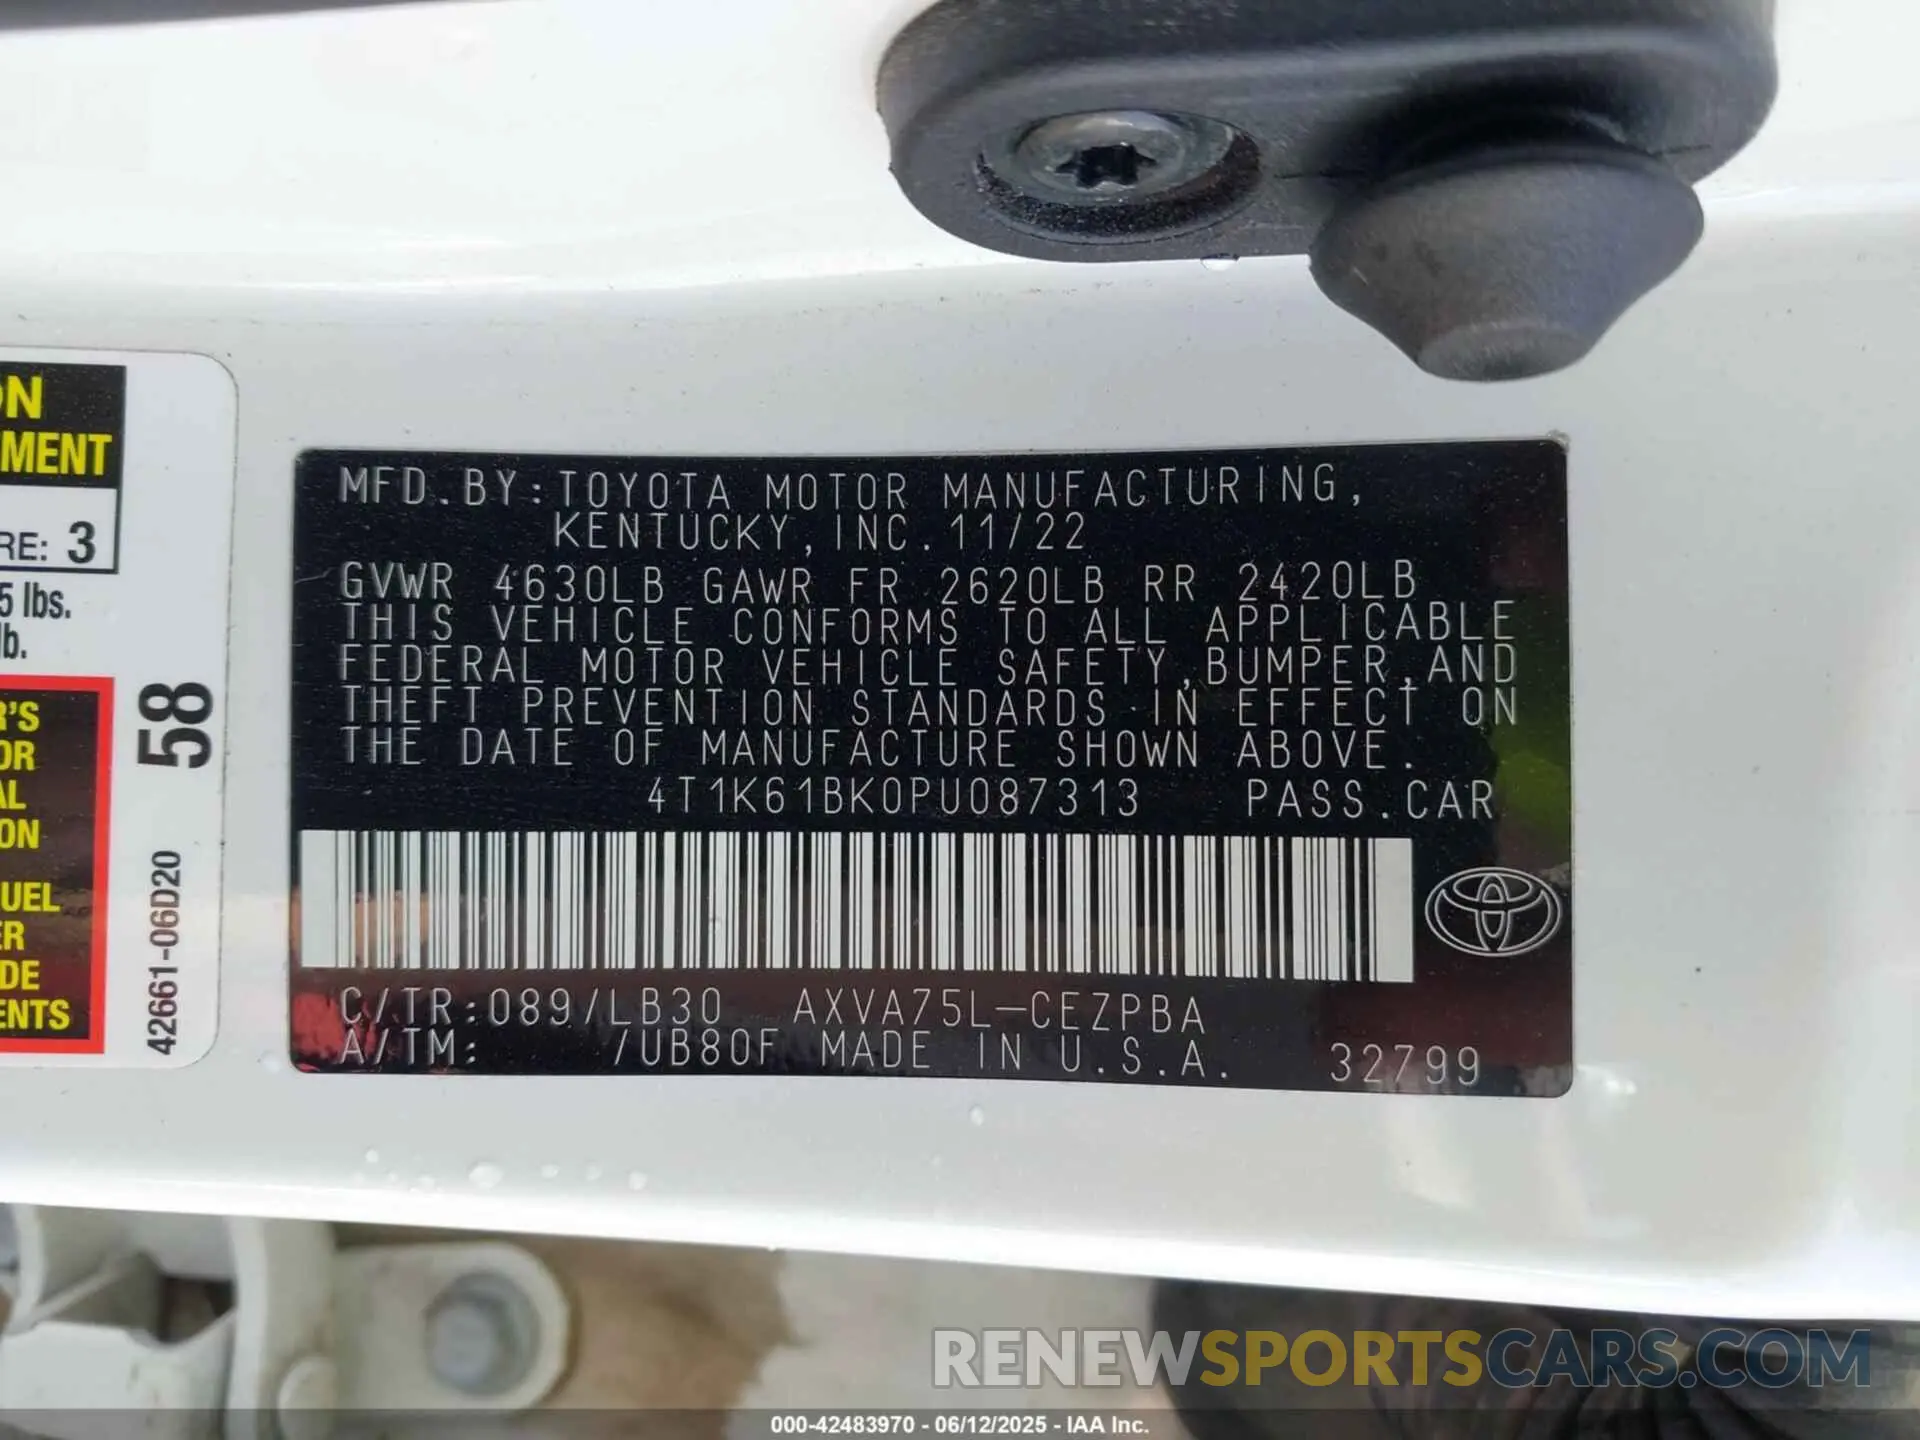 ON
MENT
RE: 3
5 lbs.
lb.
R'S
OR
AL
ON
UEL
ER
DE
ENTS
58
42661-06D20
MFD.BY:TOYOTA MOTOR MANUFACTURING,
KENTUCKY,INC.11/22
GVWR 4630LB GAWR FR 2620LB RR 2420LB
THIS VEHICLE CONFORMS TO ALL APPLICABLE
FEDERAL MOTOR VEHICLE SAFETY,BUMPER,AND
THEFT PREVENTION STANDARDS IN EFFECT ON
THE DATE OF MANUFACTURE SHOWN ABOVE.
4T1K61BK0PU087313 PASS.CAR
C/TR:089/LB30 AXVA75L-CEZPBA
A/TM: /UB80F MADE IN U.S.A. 32799
RENEWSPORTSCARS.COM
000-42483970 - 06/12/2025 - IAA Inc.